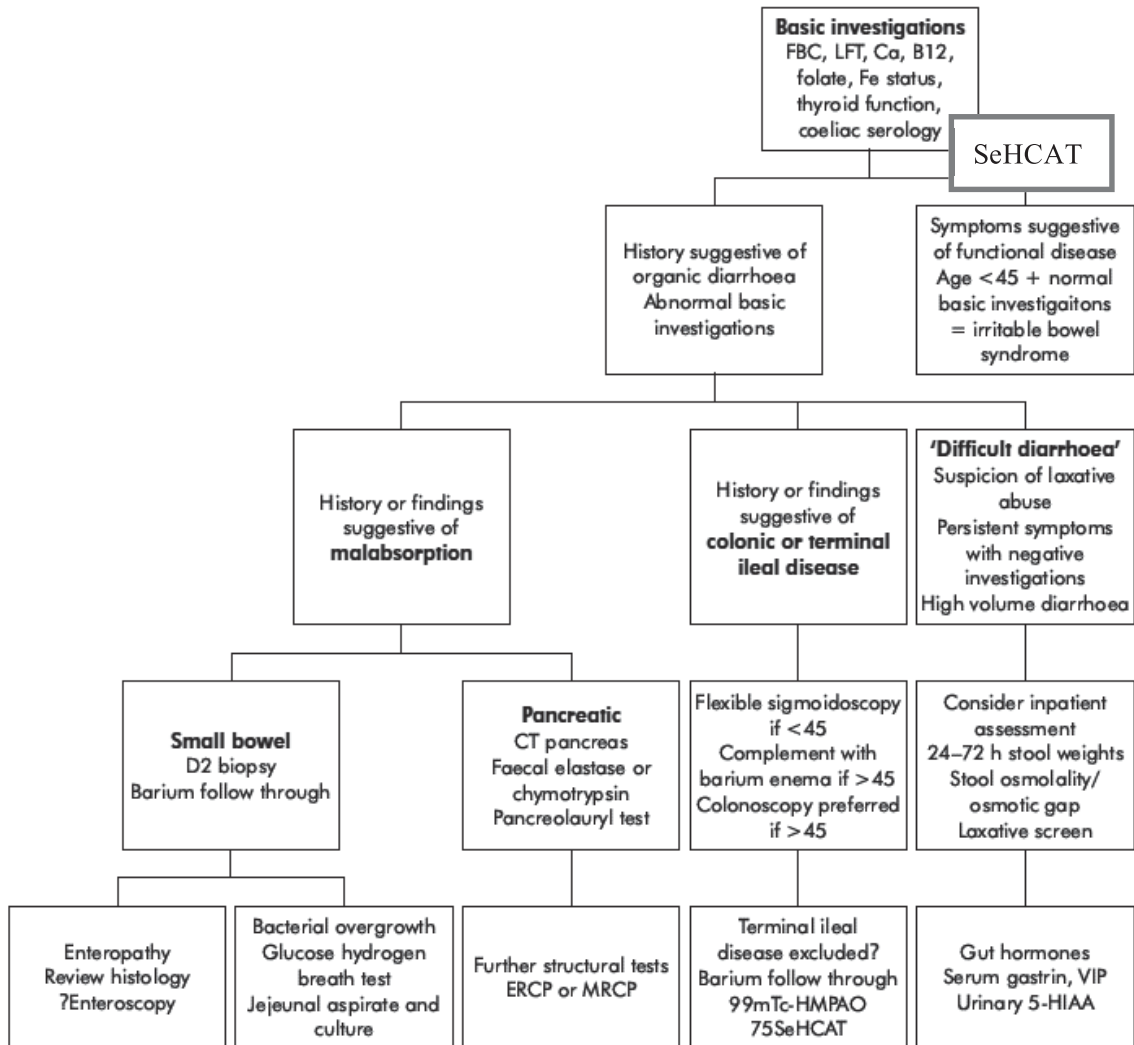 Basic investigations
FBC, LFT, Ca, B12,
folate, Fe status,
thyroid function,
coeliac serology
SeHCAT
History suggestive of
organic diarrhoea
Abnormal basic
investigations
Symptoms suggestive
of functional disease
Age <45 + normal
basic investigaitons
= irritable bowel
syndrome
History or findings
suggestive of
malabsorption
History or findings
suggestive of
colonic or terminal
ileal disease
'Difficult diarrhoea'
Suspicion of laxative
abuse
Persistent symptoms
with negative
investigations
High volume diarrhoea
Small bowel
D2 biopsy
Barium follow through
Pancreatic
CT pancreas
Faecal elastase or
chymotrypsin
Pancreolauryl test
Flexible sigmoidoscopy
if <45
Complement with
barium enema if >45
Colonoscopy preferred
if >45
Consider inpatient
assessment
24–72 h stool weights
Stool osmolality/
osmotic gap
Laxative screen
Enteropathy
Review histology
?Enteroscopy
Bacterial overgrowth
Glucose hydrogen
breath test
Jejeunal aspirate and
culture
Further structural tests
ERCP or MRCP
Terminal ileal
disease excluded?
Barium follow through
99mTc-HMPAO
75SeHCAT
Gut hormones
Serum gastrin, VIP
Urinary 5-HIAA